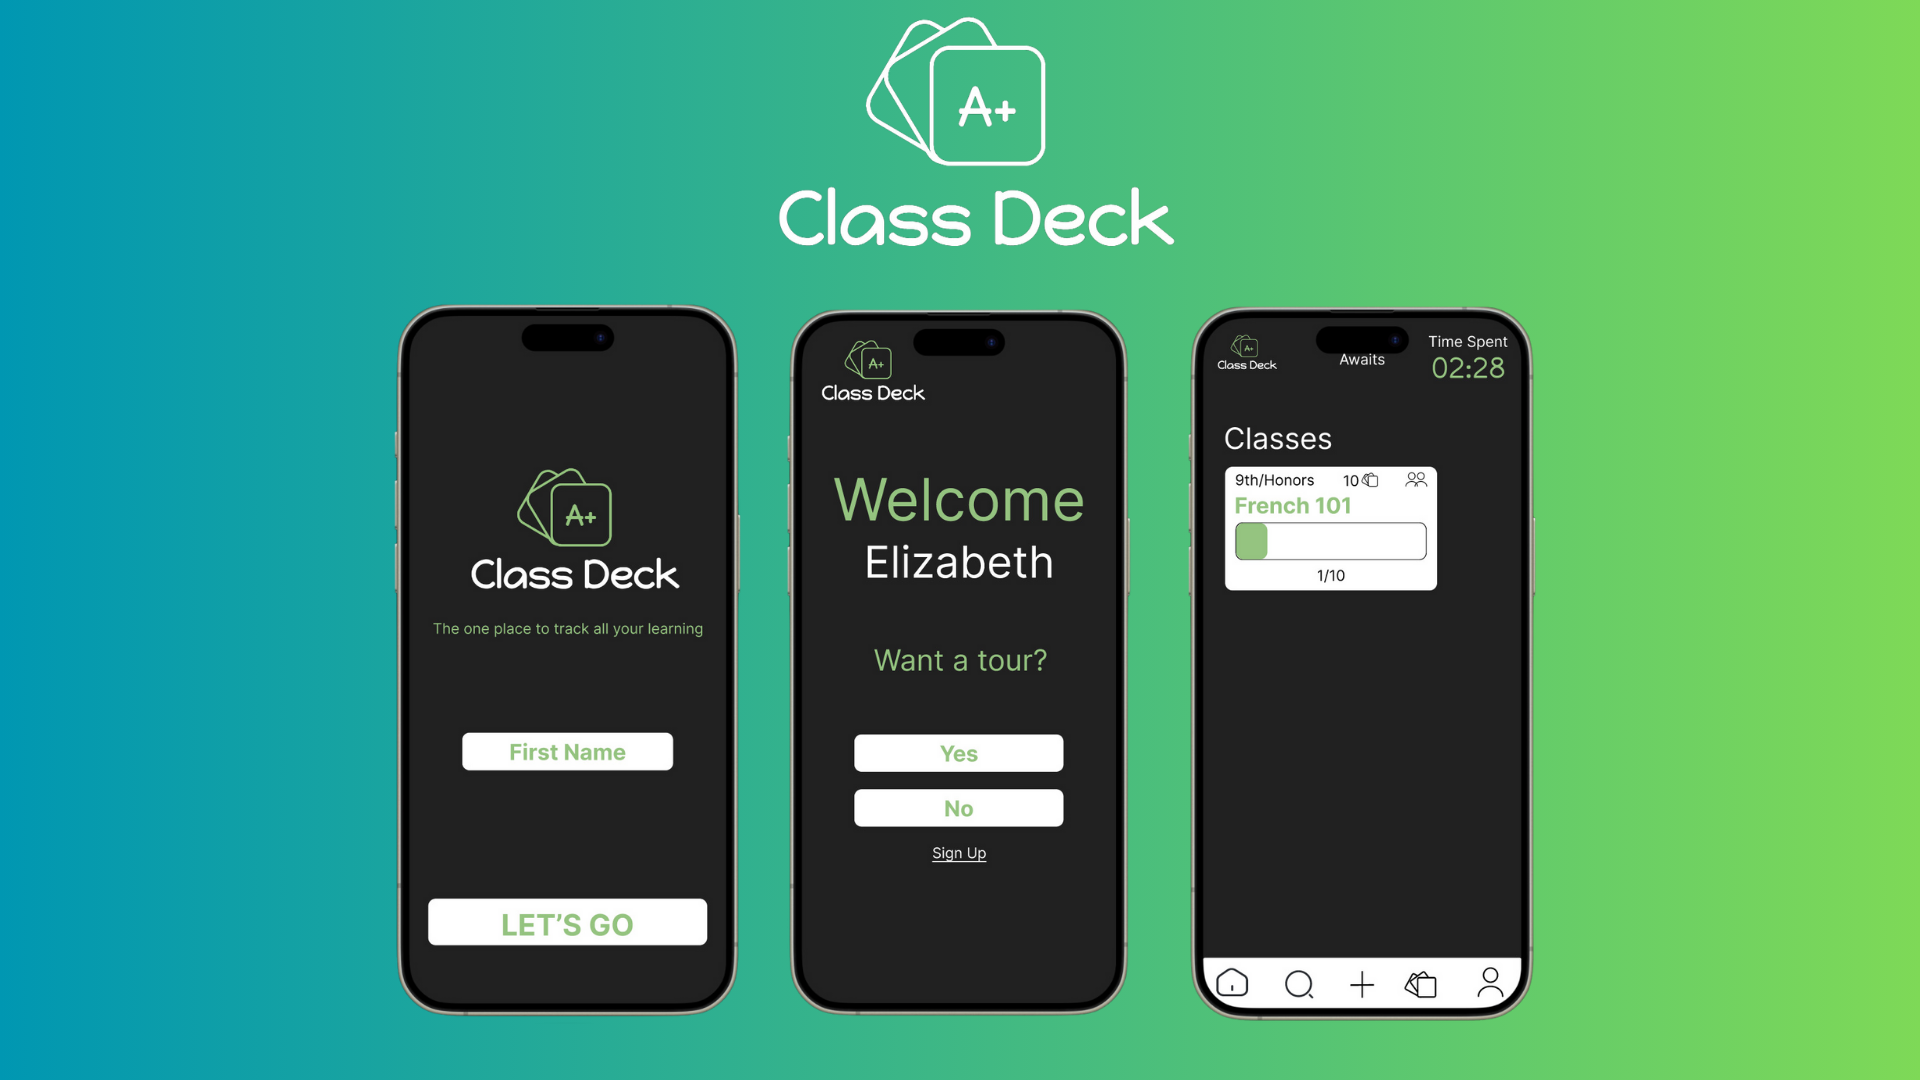 A+
Class Deck
A+
Class Deck
The one place to track all your learning
First Name
LET'S GO
A+
Class Deck
Welcome
Elizabeth
Want a tour?
Yes
No
Sign Up
A+
Class Deck
Awaits
Time Spent
02:28
Classes
9th/Honors 10
French 101
1/10